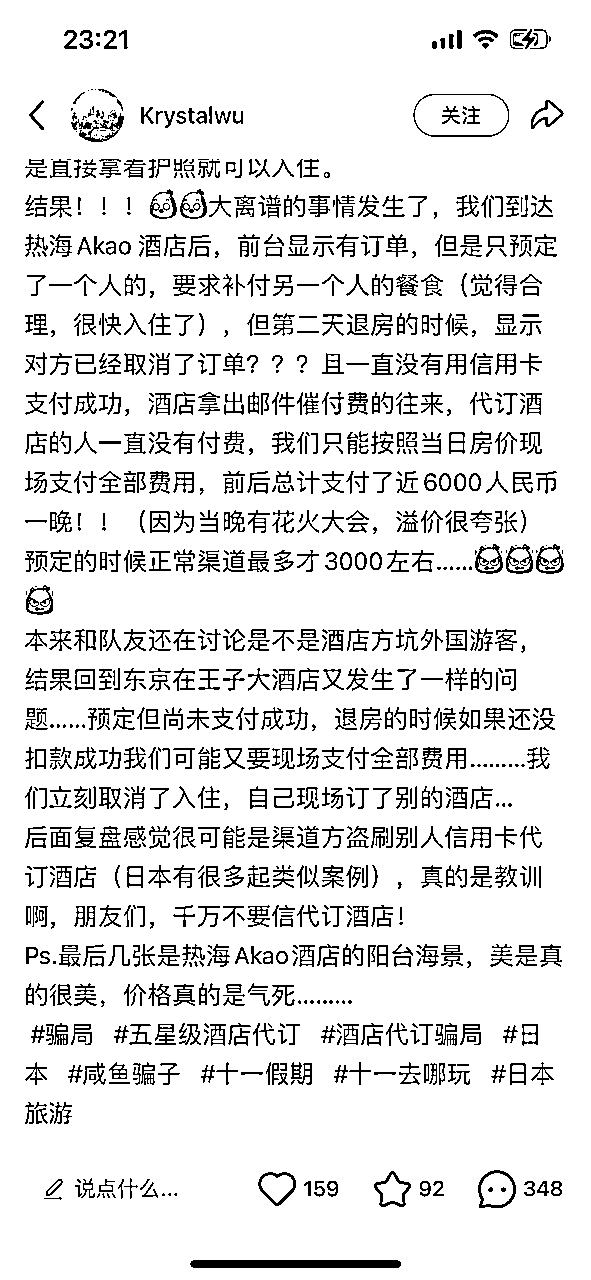 23:21
Krystalwu
关注
是直接拿着护照就可以入住。
结果！！！大离谱的事情发生了，我们到达
热海Akao 酒店后，前台显示有订单，但是只预定
了一个人的，要求补付另一个人的餐食（觉得合
理，很快入住了），但第二天退房的时候，显示
对方已经取消了订单？？？且一直没有用信用卡
支付成功，酒店拿出邮件催付费的往来，代订酒
店的人一直没有付费，我们只能按照当日房价现
场支付全部费用，前后总计支付了近6000人民币
一晚！！（因为当晚有花火大会，溢价很夸张）
预定的时候正常渠道最多才3000左右......
本来和队友还在讨论是不是酒店方坑外国游客，
结果回到东京在王子大酒店又发生了一样的问
题......预定但尚未支付成功，退房的时候如果还没
扣款成功我们可能又要现场支付全部费用.........我
们立刻取消了入住，自己现场订了别的酒店...
后面复盘感觉很可能是渠道方盗刷别人信用卡代
订酒店（日本有很多起类似案例），真的是教训
啊，朋友们，千万不要信代订酒店！
Ps.最后几张是热海Akao酒店的阳台海景，美是真
的很美，价格真的是气死.........
#骗局 #五星级酒店代订 #酒店代订骗局 #日
本 #咸鱼骗子 #十一假期 #十一去哪玩 #日本
旅游
说点什么...
159
92
348